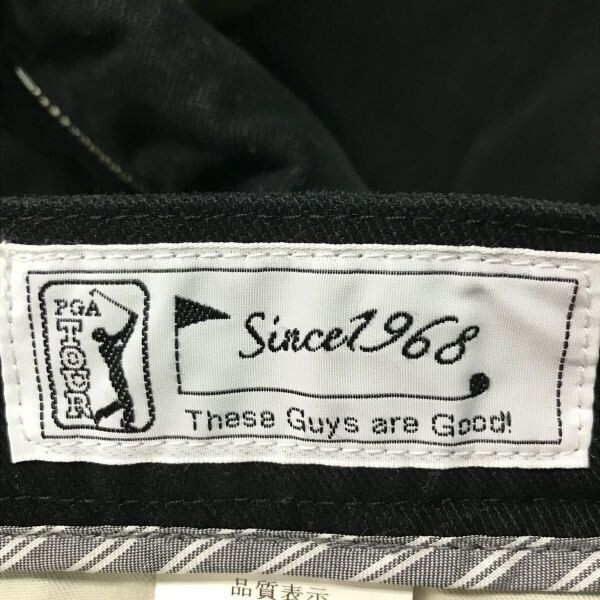 PGA
TOUR
Since1968
These Guys are Good!
品質表示